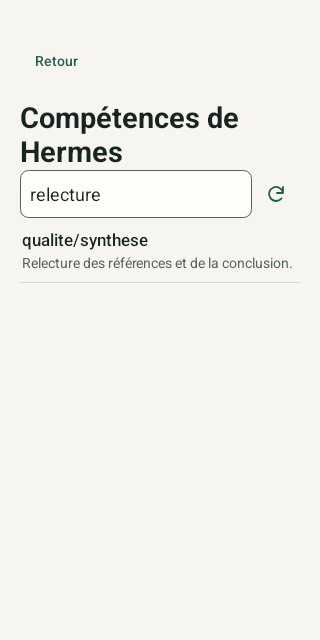 Retour
Compétences de
Hermes
relecture
qualite/synthese
Relecture des références et de la conclusion.